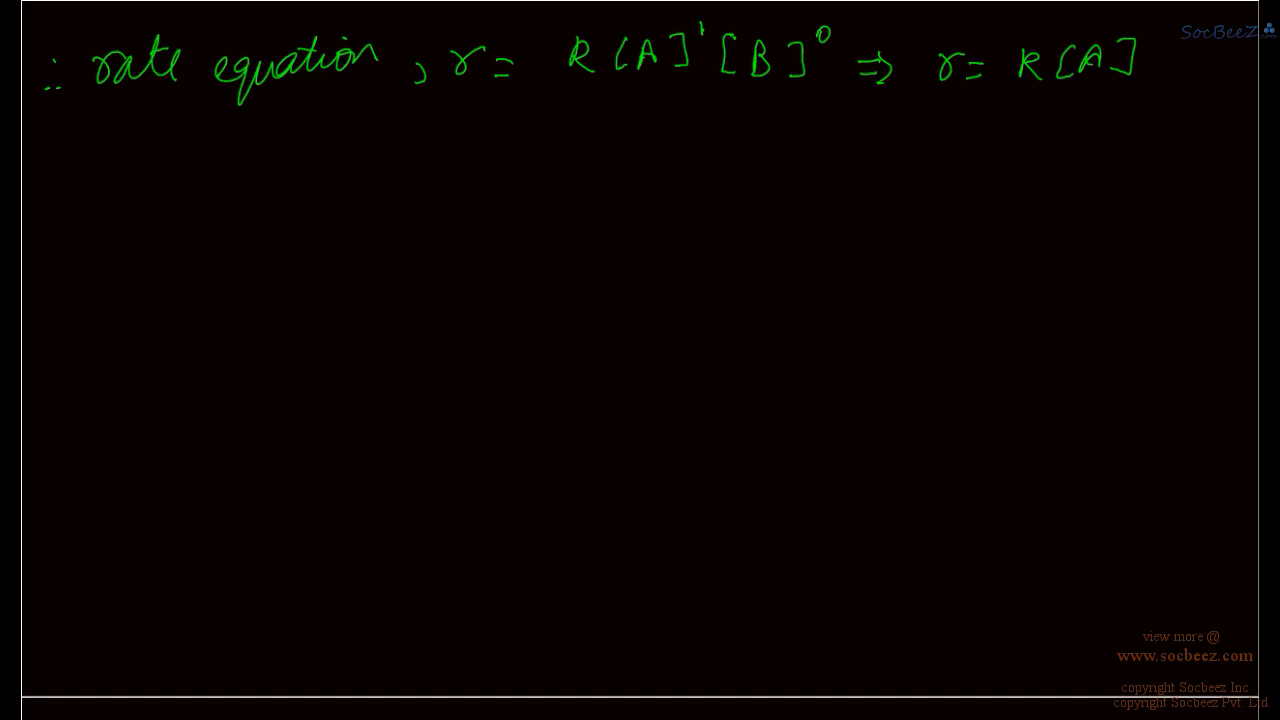 ∴ rate equation, r = k[A]¹[B]⁰ ⇒ r = k[A]
SocBeeZ
view more @
www.socbeez.com
copyright Socbeez Inc.
copyright Socbeez Pvt. Ltd.